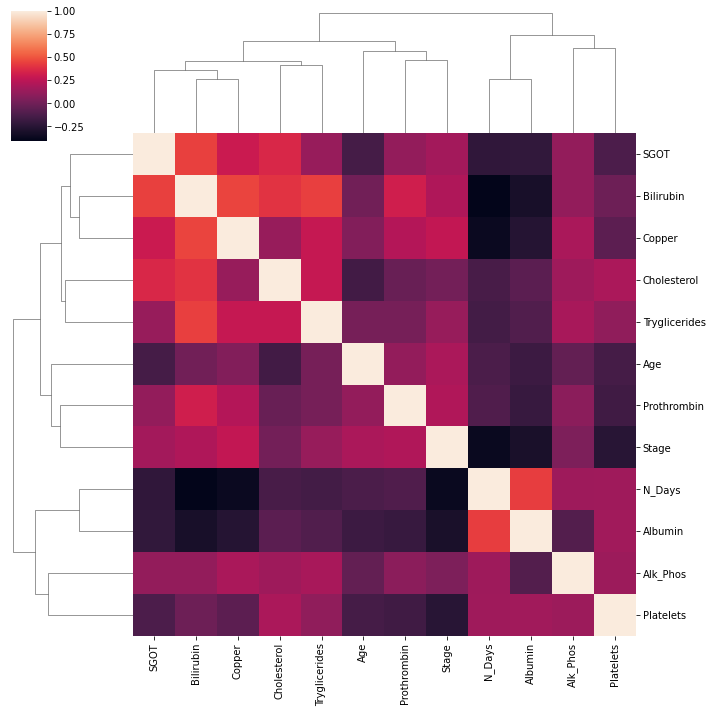 1.00
0.75
0.50
0.25
0.00
−0.25
SGOT
Bilirubin
Copper
Cholesterol
Tryglicerides
Age
Prothrombin
Stage
N_Days
Albumin
Alk_Phos
Platelets
SGOT
Bilirubin
Copper
Cholesterol
Tryglicerides
Age
Prothrombin
Stage
N_Days
Albumin
Alk_Phos
Platelets